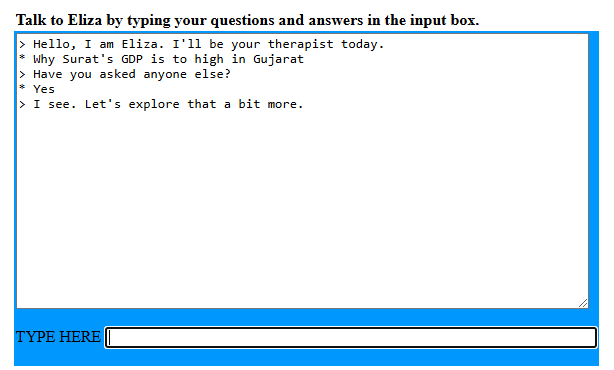 Talk to Eliza by typing your questions and answers in the input box.
> Hello, I am Eliza. I'll be your therapist today.
* Why Surat's GDP is to high in Gujarat
> Have you asked anyone else?
* Yes
> I see. Let's explore that a bit more.
TYPE HERE